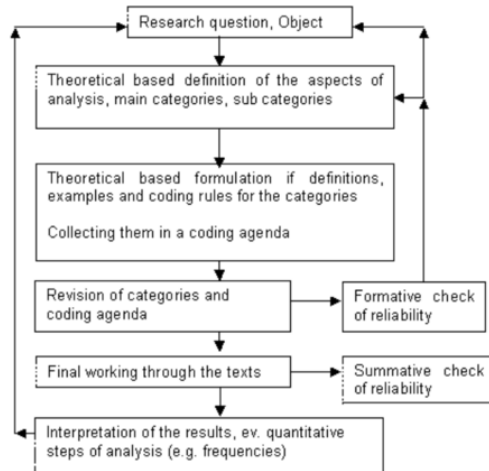 Research question, Object
Theoretical based definition of the aspects of
analysis, main categories, sub categories
Theoretical based formulation if definitions,
examples and coding rules for the categories
Collecting them in a coding agenda
Revision of categories and
coding agenda
Formative check
of reliability
Final working through the texts
Summative check
of reliability
Interpretation of the results, ev. quantitative
steps of analysis (e.g. frequencies)